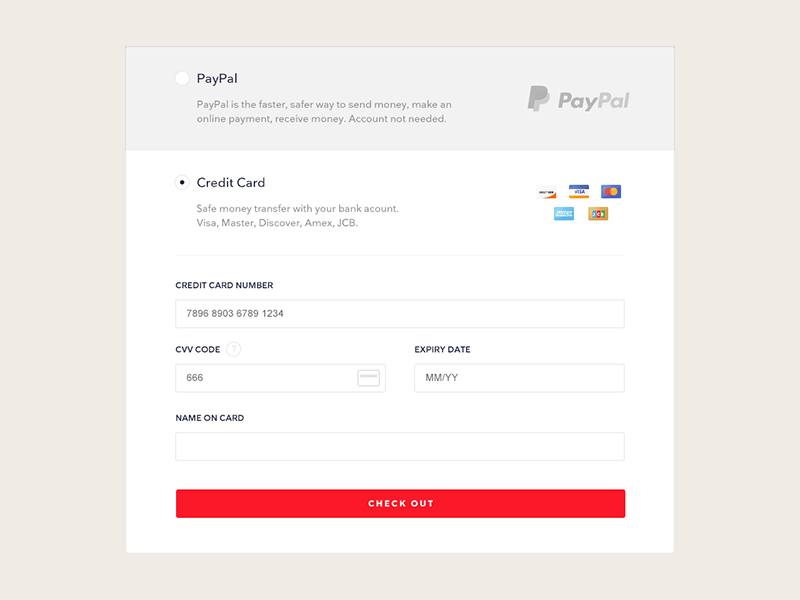 PayPal
PayPal is the faster, safer way to send money, make an
online payment, receive money. Account not needed.
PayPal
Credit Card
Safe money transfer with your bank acount.
Visa, Master, Discover, Amex, JCB.
VISA
JCB
CREDIT CARD NUMBER
7896 8903 6789 1234
CVV CODE ?
EXPIRY DATE
666
MM/YY
NAME ON CARD
CHECK OUT